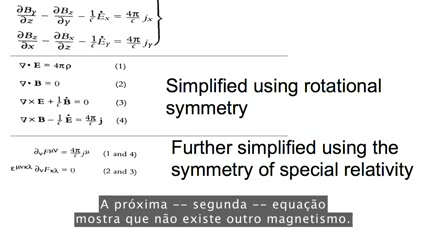 ∂Bᵧ/∂z − ∂B_z/∂y − 1/c Ė_x = 4π/c j_x
∂B_z/∂x − ∂B_x/∂z − 1/c Ė_y = 4π/c j_y
∇ • E = 4πρ (1)
∇ • B = 0 (2)
∇ × E + 1/c Ḃ = 0 (3)
∇ × B − 1/c Ė = 4π/c j (4)
Simplified using rotational
symmetry
∂_νF^μν = 4π/c j^μ (1 and 4)
ε^μνκλ ∂_νF_κλ = 0 (2 and 3)
Further simplified using the
symmetry of special relativity
A próxima -- segunda -- equação
mostra que não existe outro magnetismo.